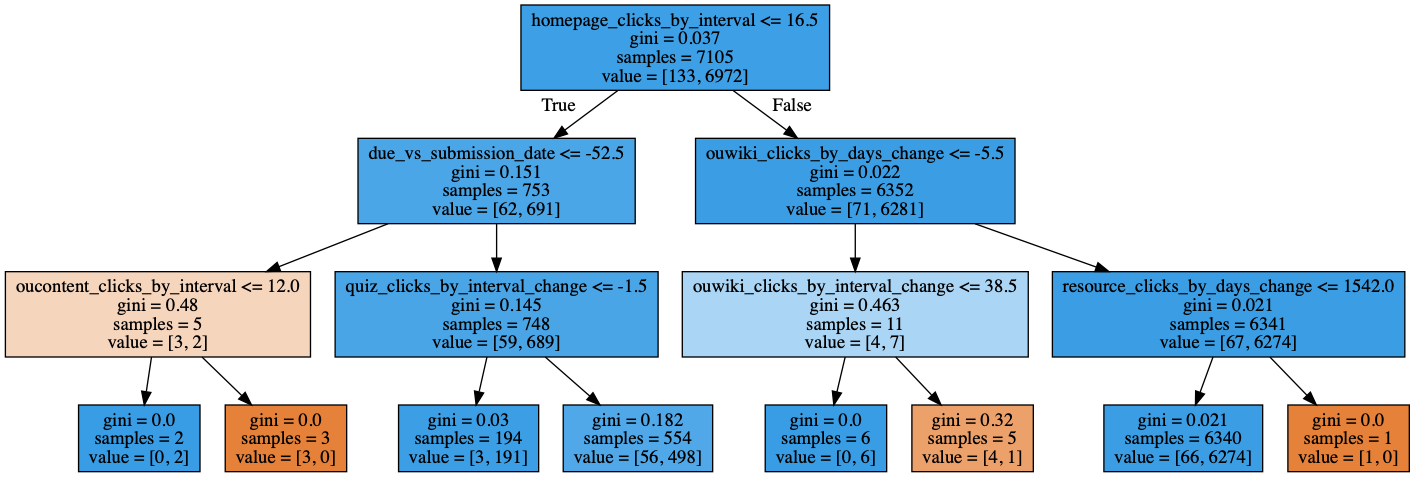 homepage_clicks_by_interval <= 16.5
gini = 0.037
samples = 7105
value = [133, 6972]
True
False
due_vs_submission_date <= -52.5
gini = 0.151
samples = 753
value = [62, 691]
ouwiki_clicks_by_days_change <= -5.5
gini = 0.022
samples = 6352
value = [71, 6281]
oucontent_clicks_by_interval <= 12.0
gini = 0.48
samples = 5
value = [3, 2]
quiz_clicks_by_interval_change <= -1.5
gini = 0.145
samples = 748
value = [59, 689]
ouwiki_clicks_by_interval_change <= 38.5
gini = 0.463
samples = 11
value = [4, 7]
resource_clicks_by_days_change <= 1542.0
gini = 0.021
samples = 6341
value = [67, 6274]
gini = 0.0
samples = 2
value = [0, 2]
gini = 0.0
samples = 3
value = [3, 0]
gini = 0.03
samples = 194
value = [3, 191]
gini = 0.182
samples = 554
value = [56, 498]
gini = 0.0
samples = 6
value = [0, 6]
gini = 0.32
samples = 5
value = [4, 1]
gini = 0.021
samples = 6340
value = [66, 6274]
gini = 0.0
samples = 1
value = [1, 0]